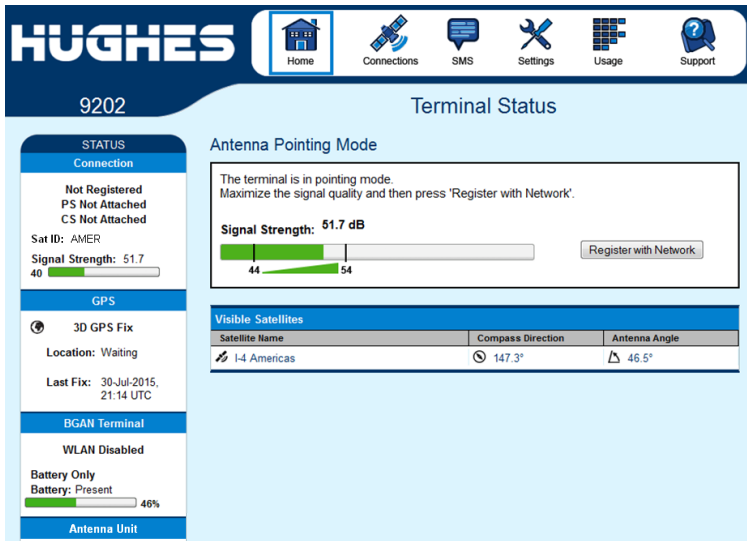 HUGHES
Home
Connections
SMS
Settings
Usage
Support
9202
Terminal Status
STATUS
Connection
Not Registered
PS Not Attached
CS Not Attached
Sat ID: AMER
Signal Strength: 51.7
40
GPS
3D GPS Fix
Location: Waiting
Last Fix: 30-Jul-2015,
21:14 UTC
BGAN Terminal
WLAN Disabled
Battery Only
Battery: Present
46%
Antenna Unit
Antenna Pointing Mode
The terminal is in pointing mode.
Maximize the signal quality and then press 'Register with Network'.
Signal Strength: 51.7 dB
Register with Network
44 54
Visible Satellites
Satellite Name Compass Direction Antenna Angle
I-4 Americas 147.3° 46.5°